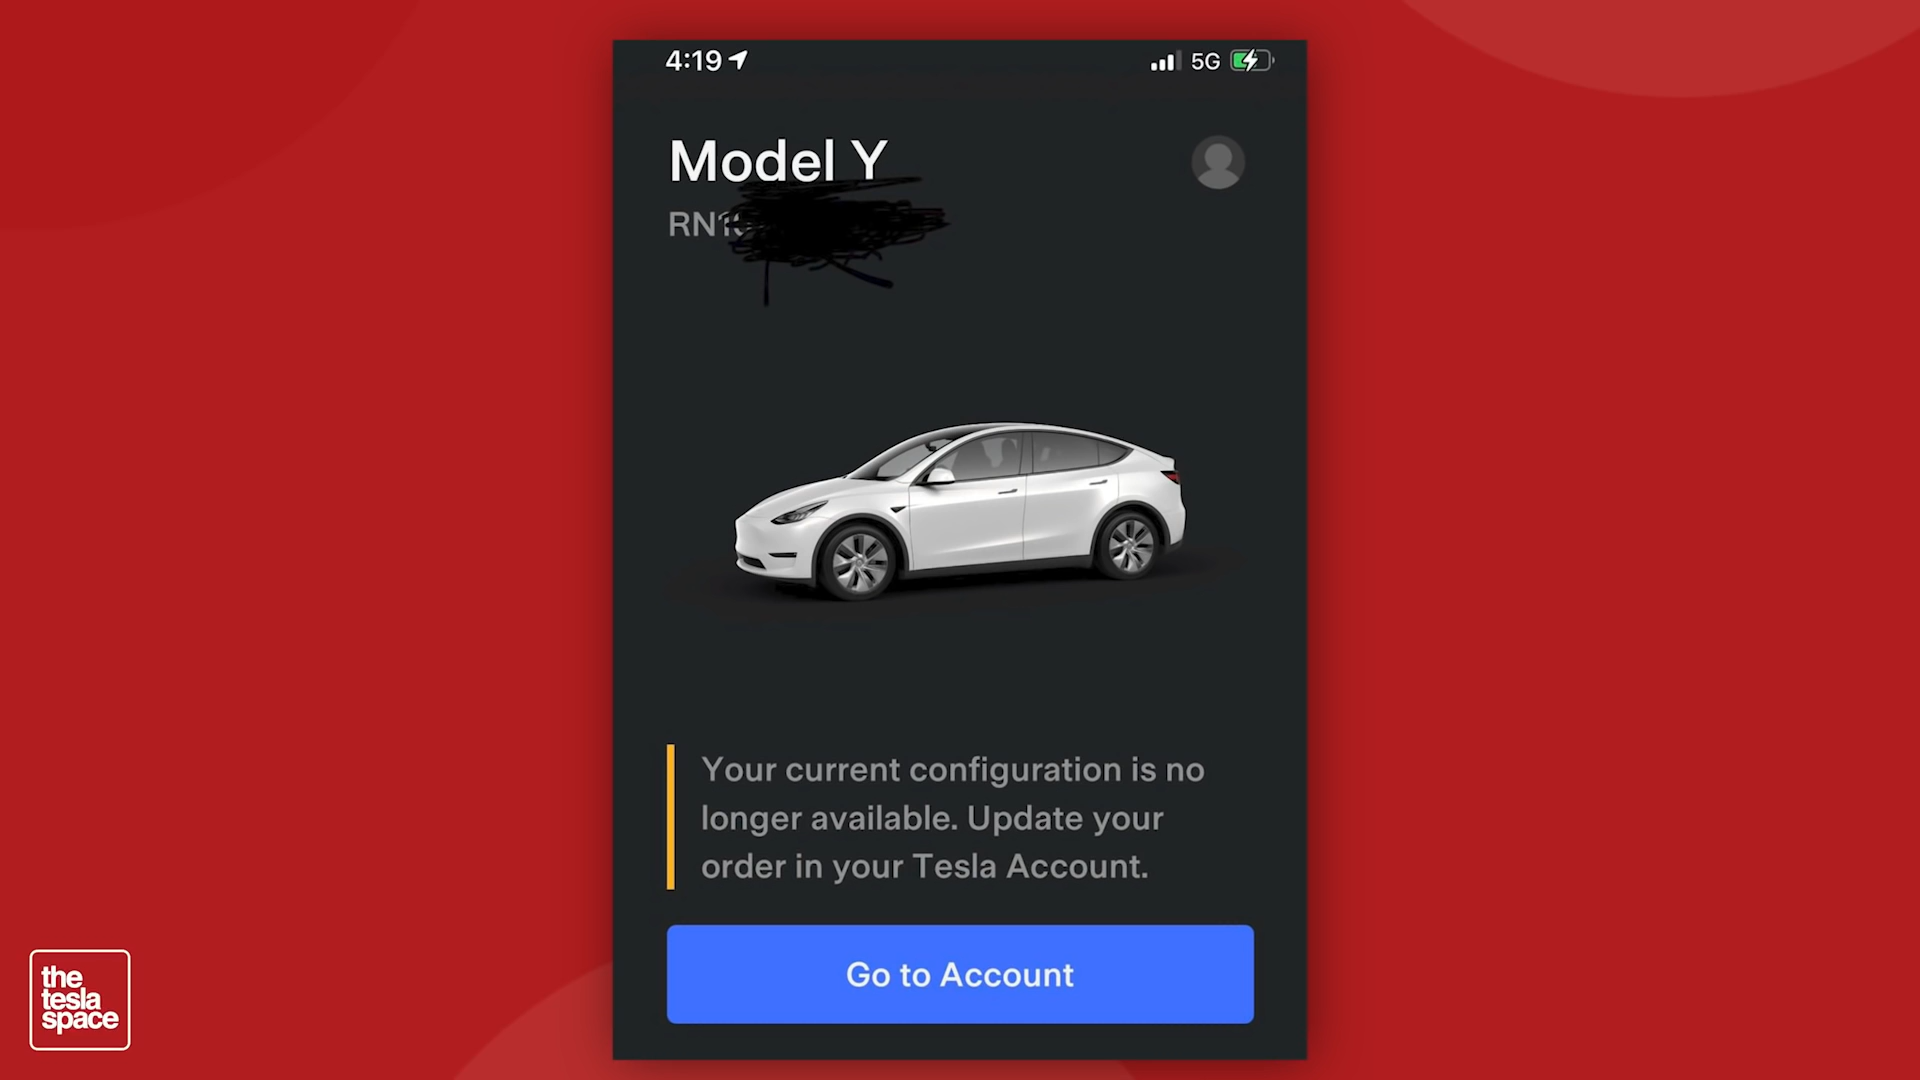 4:19
5G
Model Y
RN1
Your current configuration is no
longer available. Update your
order in your Tesla Account.
Go to Account
the
tesla
space